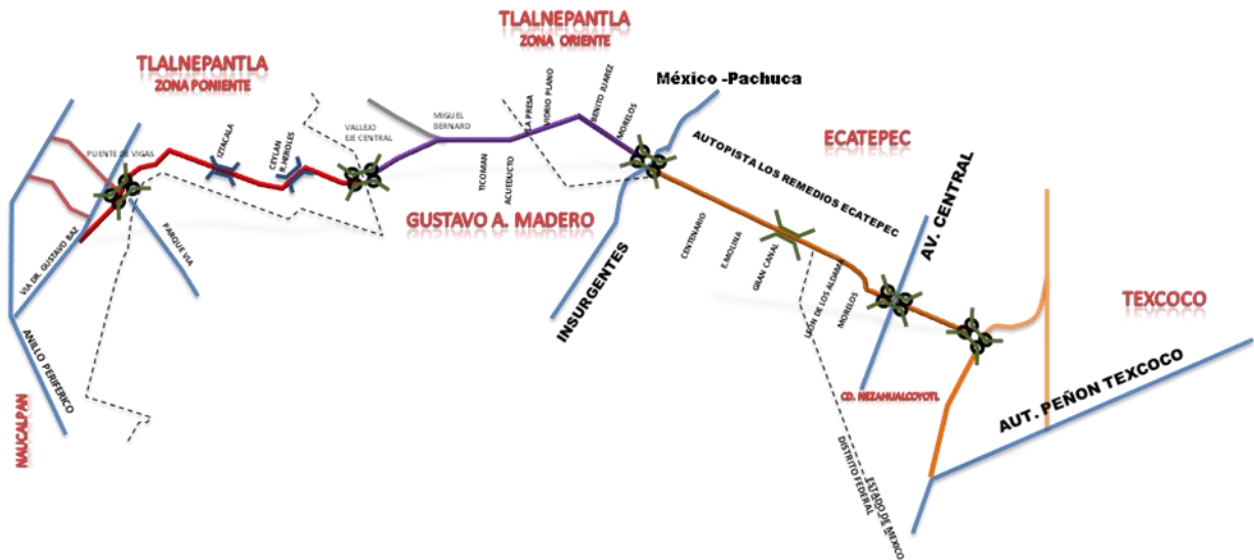 TLALNEPANTLA
ZONA ORIENTE
TLALNEPANTLA
ZONA PONIENTE
México -Pachuca
LA PRESA
VIDRIO PLANO
BENITO JUAREZ
MORELOS
MIGUEL
BERNARD
VALLEJO
EJE CENTRAL
PUENTE DE VIGAS
IZTACALA
CEYLAN
R.HEROLES
TICOMAN
ACUEDUCTO
AUTOPISTA LOS REMEDIOS ECATEPEC
ECATEPEC
AV. CENTRAL
GUSTAVO A. MADERO
VIA DR. GUSTAVO BAZ
PARQUE VIA
INSURGENTES
CENTENARIO
E.MOLINA
GRAN CANAL
LEÓN DE LOS ALDAMA
MORELOS
TEXCOCO
ANILLO PERIFERICO
NAUCALPAN
CD. NEZAHUALCOYOTL
AUT. PEÑON TEXCOCO
DISTRITO FEDERAL
ESTADO DE MEXICO